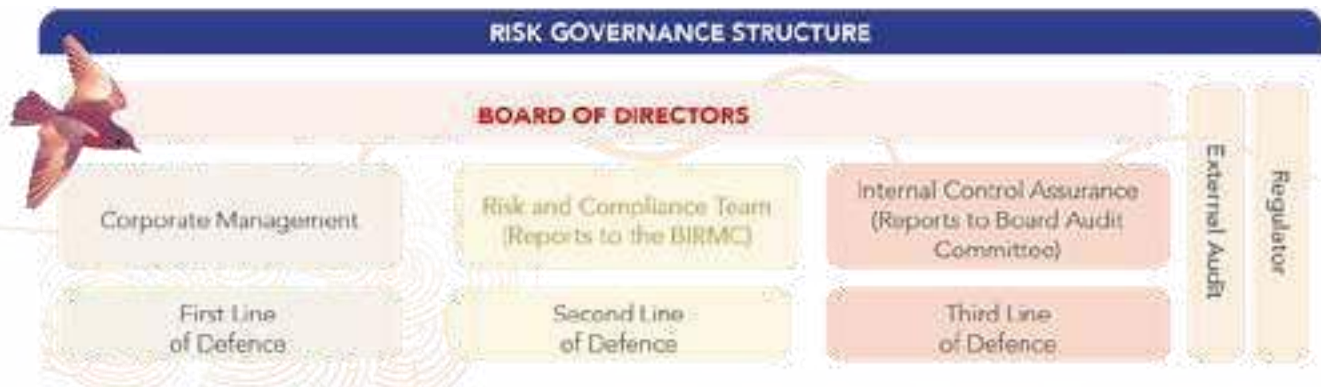 RISK GOVERNANCE STRUCTURE
BOARD OF DIRECTORS
Corporate Management
Risk and Compliance Team
(Reports to the BIRMC)
Internal Control Assurance
(Reports to Board Audit
Committee)
First Line
of Defence
Second Line
of Defence
Third Line
of Defence
External Audit
Regulator